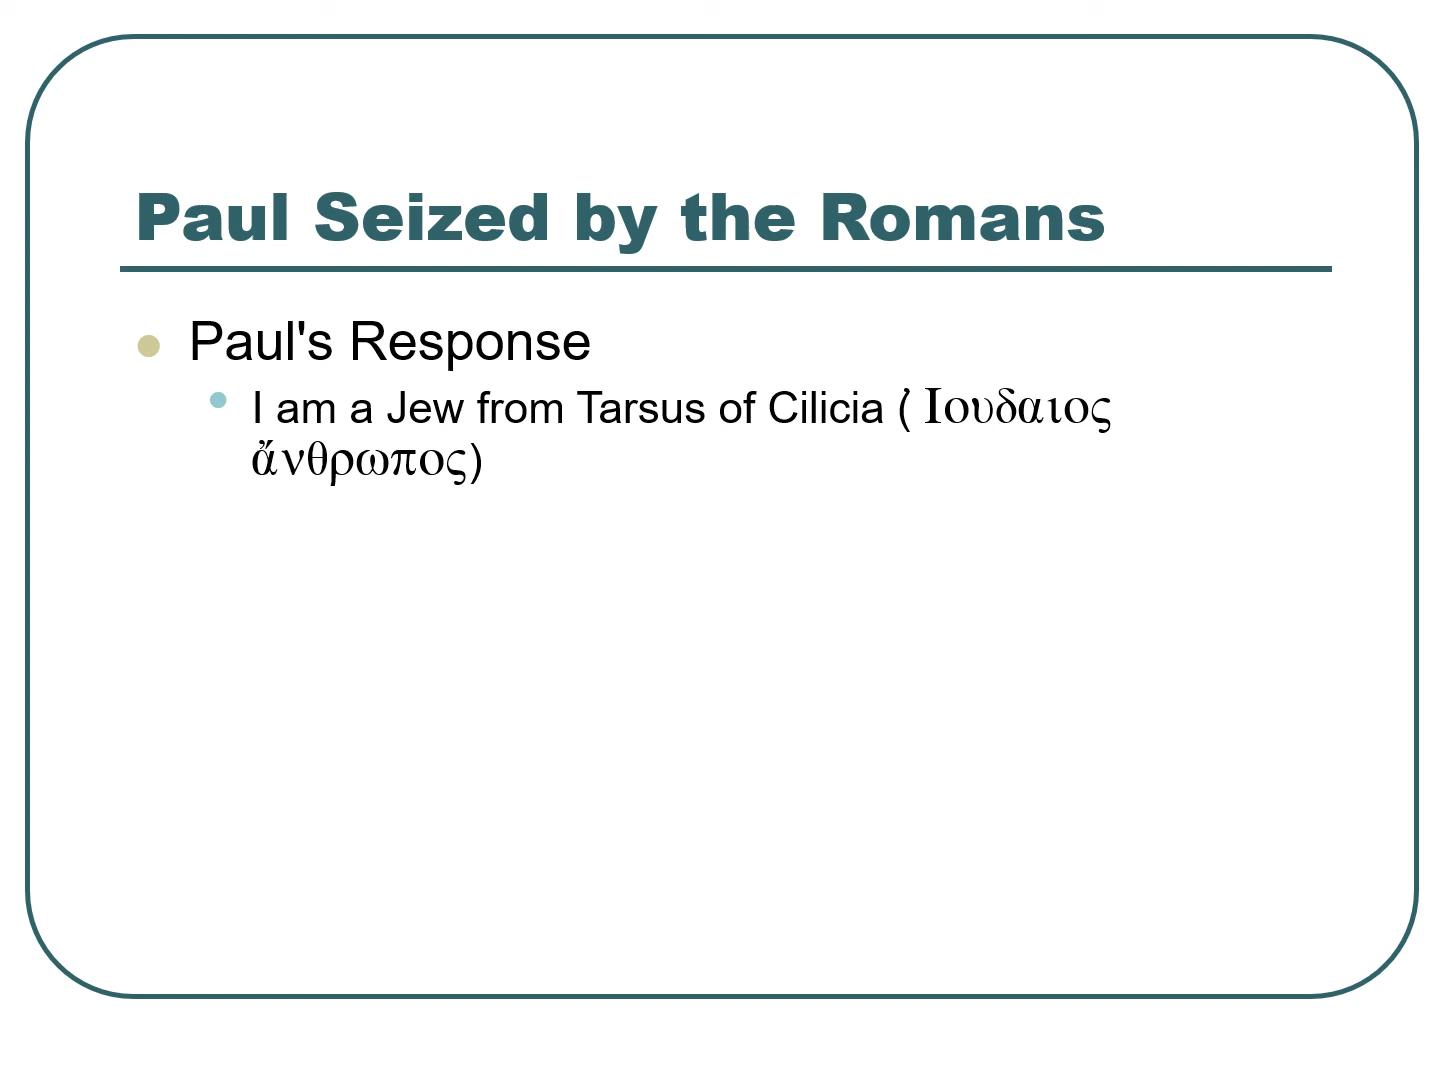 Paul Seized by the Romans
Paul's Response
I am a Jew from Tarsus of Cilicia (̓ Ιουδαιος
ἄνθρωπος)